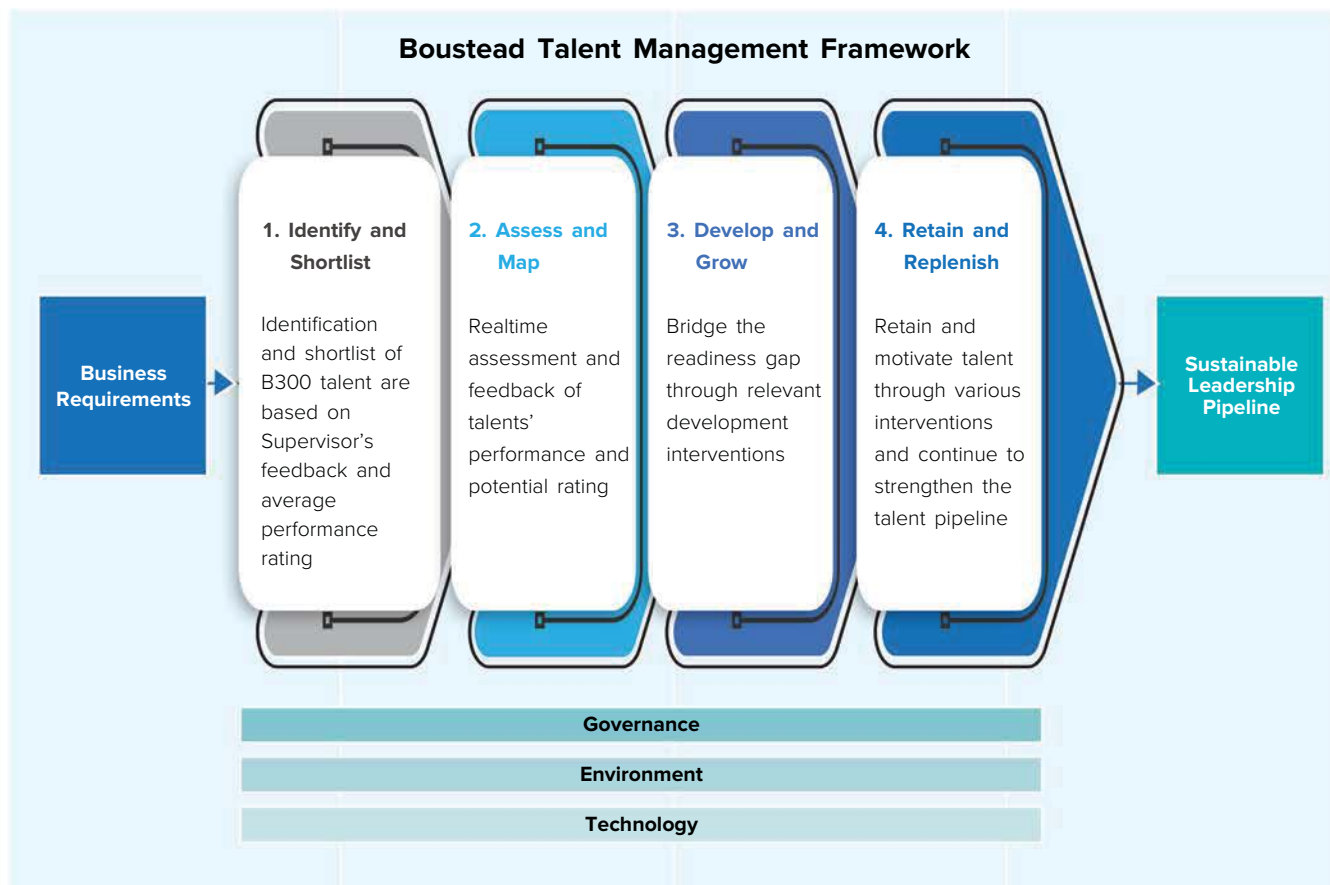 Boustead Talent Management Framework
Business
Requirements
1. Identify and
Shortlist
Identification
and shortlist of
B300 talent are
based on
Supervisor's
feedback and
average
performance
rating
2. Assess and
Map
Realtime
assessment and
feedback of
talents'
performance and
potential rating
3. Develop and
Grow
Bridge the
readiness gap
through relevant
development
interventions
4. Retain and
Replenish
Retain and
motivate talent
through various
interventions
and continue to
strengthen the
talent pipeline
Sustainable
Leadership
Pipeline
Governance
Environment
Technology